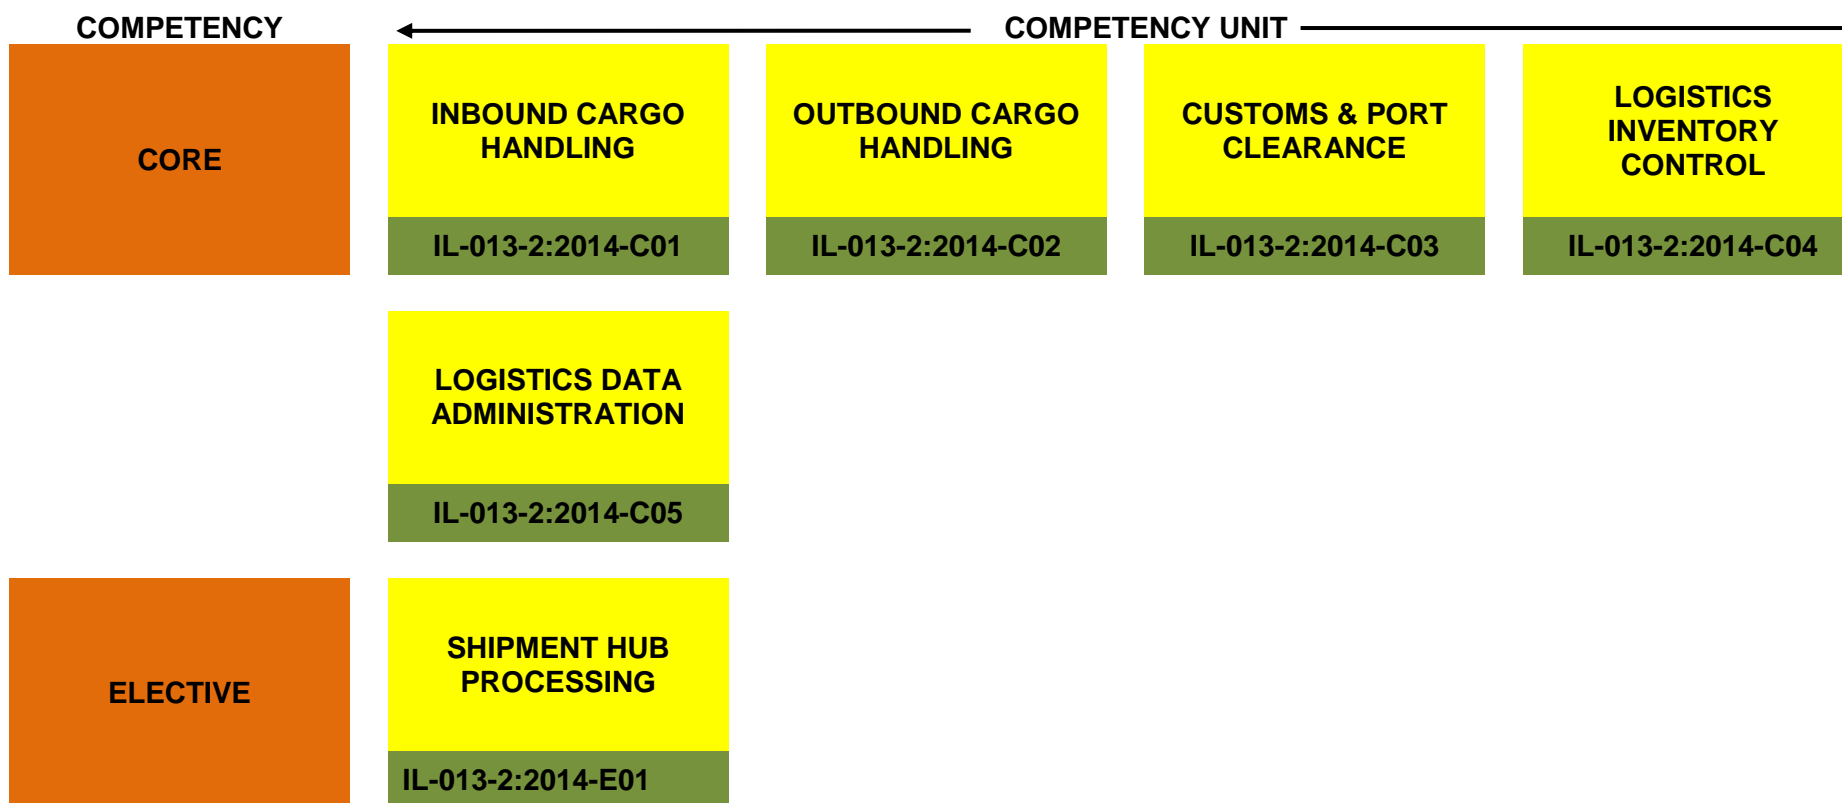 COMPETENCY
COMPETENCY UNIT
CORE
INBOUND CARGO
HANDLING
IL-013-2:2014-C01
OUTBOUND CARGO
HANDLING
IL-013-2:2014-C02
CUSTOMS & PORT
CLEARANCE
IL-013-2:2014-C03
LOGISTICS
INVENTORY
CONTROL
IL-013-2:2014-C04
LOGISTICS DATA
ADMINISTRATION
IL-013-2:2014-C05
ELECTIVE
SHIPMENT HUB
PROCESSING
IL-013-2:2014-E01